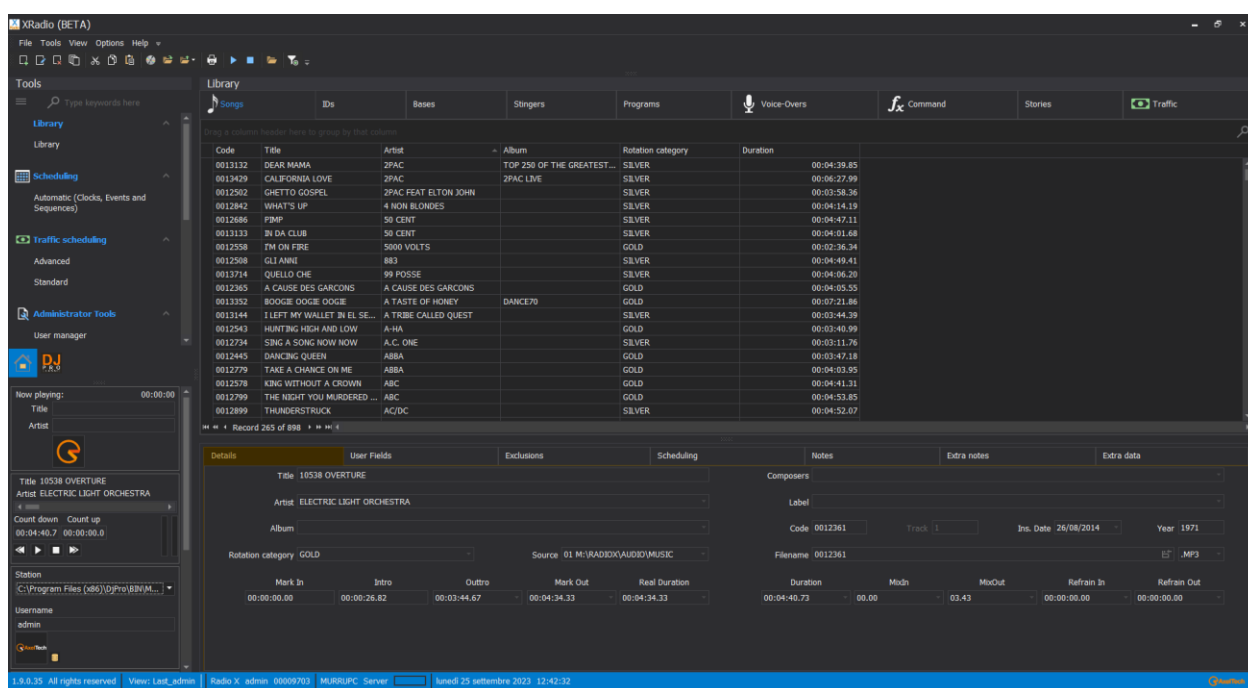 XRadio (BETA)
File Tools View Options Help
Tools
Library
Type keywords here
Songs IDs Bases Stingers Programs Voice-Overs fx Command Stories Traffic
Library
Library
Scheduling
Automatic (Clocks, Events and
Sequences)
Traffic scheduling
Advanced
Standard
Administrator Tools
User manager
DJ
PRO
Drag a column header here to group by that column
Code Title Artist Album Rotation category Duration
0013132 DEAR MAMA 2PAC TOP 250 OF THE GREATEST... SILVER 00:04:39.85
0013429 CALIFORNIA LOVE 2PAC 2PAC LIVE SILVER 00:06:27.99
0012502 GHETTO GOSPEL 2PAC FEAT ELTON JOHN SILVER 00:03:58.36
0012842 WHAT'S UP 4 NON BLONDES SILVER 00:04:14.19
0012686 PIMP 50 CENT SILVER 00:04:47.11
0013133 IN DA CLUB 50 CENT SILVER 00:04:01.68
0012558 I'M ON FIRE 5000 VOLTS GOLD 00:02:36.34
0012508 GLI ANNI 883 SILVER 00:04:49.41
0013714 QUELLO CHE 99 POSSE SILVER 00:04:06.20
0012365 A CAUSE DES GARCONS A CAUSE DES GARCONS GOLD 00:04:05.55
0013352 BOOGIE OOGIE OOGIE A TASTE OF HONEY DANCE70 GOLD 00:07:21.86
0013144 I LEFT MY WALLET IN EL SE... A TRIBE CALLED QUEST SILVER 00:03:44.39
0012543 HUNTING HIGH AND LOW A-HA GOLD 00:03:40.99
0012734 SING A SONG NOW NOW A.C. ONE SILVER 00:03:11.76
0012445 DANCING QUEEN ABBA GOLD 00:03:47.18
0012779 TAKE A CHANCE ON ME ABBA GOLD 00:04:03.95
0012578 KING WITHOUT A CROWN ABC GOLD 00:04:41.31
0012799 THE NIGHT YOU MURDERED ... ABC GOLD 00:04:53.85
0012899 THUNDERSTRUCK AC/DC SILVER 00:04:52.07
Record 265 of 898
Now playing: 00:00:00
Title
Artist
Title 10538 OVERTURE
Artist ELECTRIC LIGHT ORCHESTRA
Count down Count up
00:04:40.7 00:00:00.0
Station
C:\Program Files (x86)\DjPro\BIN\M...
Username
admin
AxelTech
Details User Fields Exclusions Scheduling Notes Extra notes Extra data
Title 10538 OVERTURE Composers
Artist ELECTRIC LIGHT ORCHESTRA Label
Album Code 0012361 Track 1 Ins. Date 26/08/2014 Year 1971
Rotation category GOLD Source 01 M:\RADIOX\AUDIO\MUSIC Filename 0012361 .MP3
Mark In Intro Outtro Mark Out Real Duration Duration MixIn MixOut Refrain In Refrain Out
00:00:00.00 00:00:26.82 00:03:44.67 00:04:34.33 00:04:34.33 00:04:40.73 00.00 03.43 00:00:00.00 00:00:00.00
1.9.0.35 All rights reserved View: Last_admin Radio X admin 00009703 MURRUPC Server lunedì 25 settembre 2023 12:42:32 AxelTech